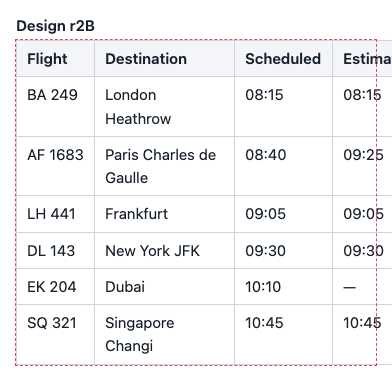 Design r2B
Flight Destination Scheduled Estima
BA 249 London 08:15 08:15
Heathrow
AF 1683 Paris Charles de 08:40 09:25
Gaulle
LH 441 Frankfurt 09:05 09:05
DL 143 New York JFK 09:30 09:30
EK 204 Dubai 10:10 —
SQ 321 Singapore 10:45 10:45
Changi